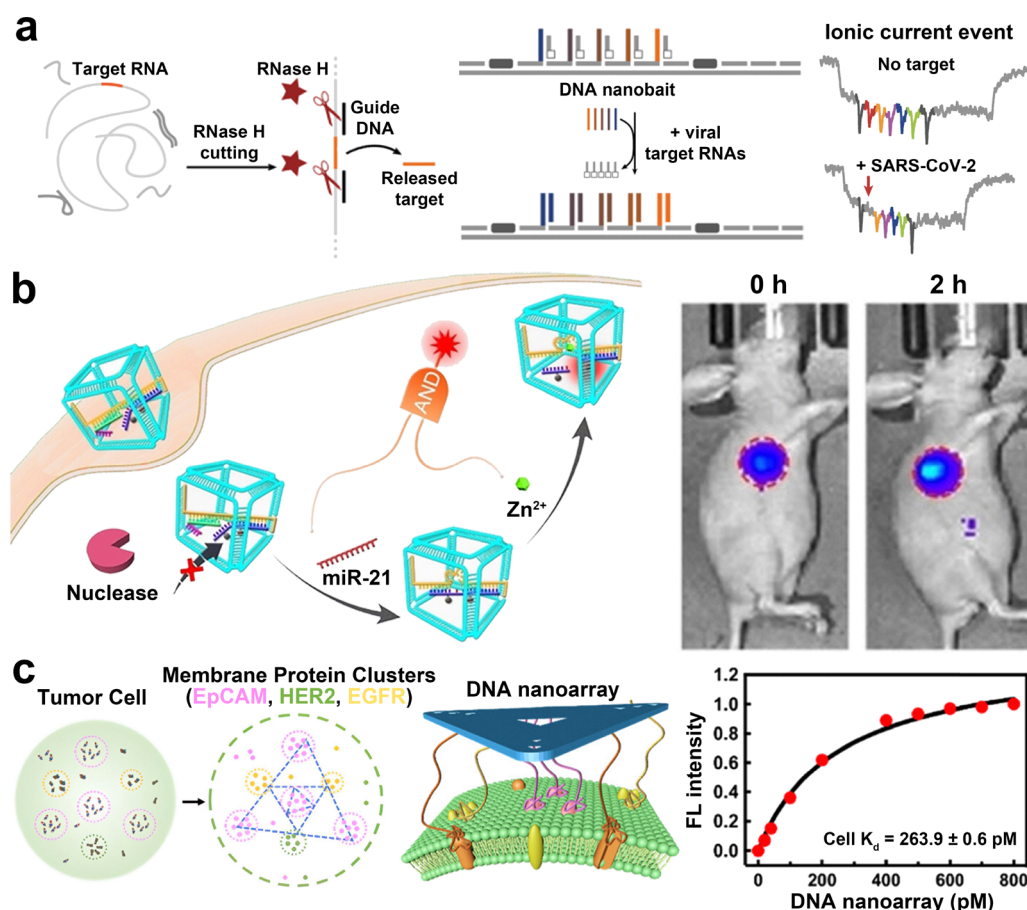 a
Target RNA
RNase H
cutting
RNase H
Guide
DNA
Released
target
DNA nanobait
+ viral
target RNAs
Ionic current event
No target
+ SARS-CoV-2
b
Nuclease
miR-21
AND
Zn²⁺
0 h
2 h
c
Tumor Cell
Membrane Protein Clusters
(EpCAM, HER2, EGFR)
DNA nanoarray
FL intensity
1.2
1.0
0.8
0.6
0.4
0.2
0.0
Cell Kd = 263.9 ± 0.6 pM
0 200 400 600 800
DNA nanoarray (pM)